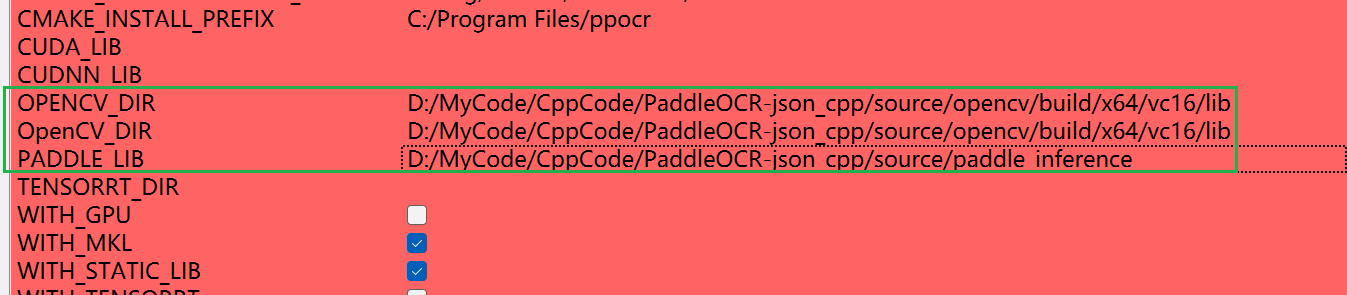 CMAKE_INSTALL_PREFIX C:/Program Files/ppocr
CUDA_LIB
CUDNN_LIB
OPENCV_DIR D:/MyCode/CppCode/PaddleOCR-json_cpp/source/opencv/build/x64/vc16/lib
OpenCV_DIR D:/MyCode/CppCode/PaddleOCR-json_cpp/source/opencv/build/x64/vc16/lib
PADDLE_LIB D:/MyCode/CppCode/PaddleOCR-json_cpp/source/paddle_inference
TENSORRT_DIR
WITH_GPU
WITH_MKL
WITH_STATIC_LIB
WITH_TENSORRT